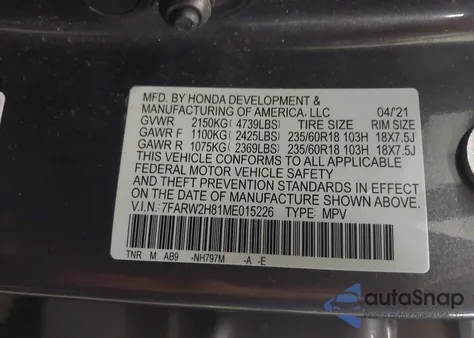 MFD. BY HONDA DEVELOPMENT &
MANUFACTURING OF AMERICA, LLC 04/'21
GVWR 2150KG ( 4739LBS) TIRE SIZE RIM SIZE
GAWR F 1100KG ( 2425LBS) 235/60R18 103H 18X7.5J
GAWR R 1075KG ( 2369LBS) 235/60R18 103H 18X7.5J
THIS VEHICLE CONFORMS TO ALL APPLICABLE
FEDERAL MOTOR VEHICLE SAFETY
AND THEFT PREVENTION STANDARDS IN EFFECT
ON THE DATE OF MANUFACTURE SHOWN ABOVE.
V.I.N.: 7FARW2H81ME015226 TYPE: MPV
TNR M AB9 -NH797M -A -E
autoSnap